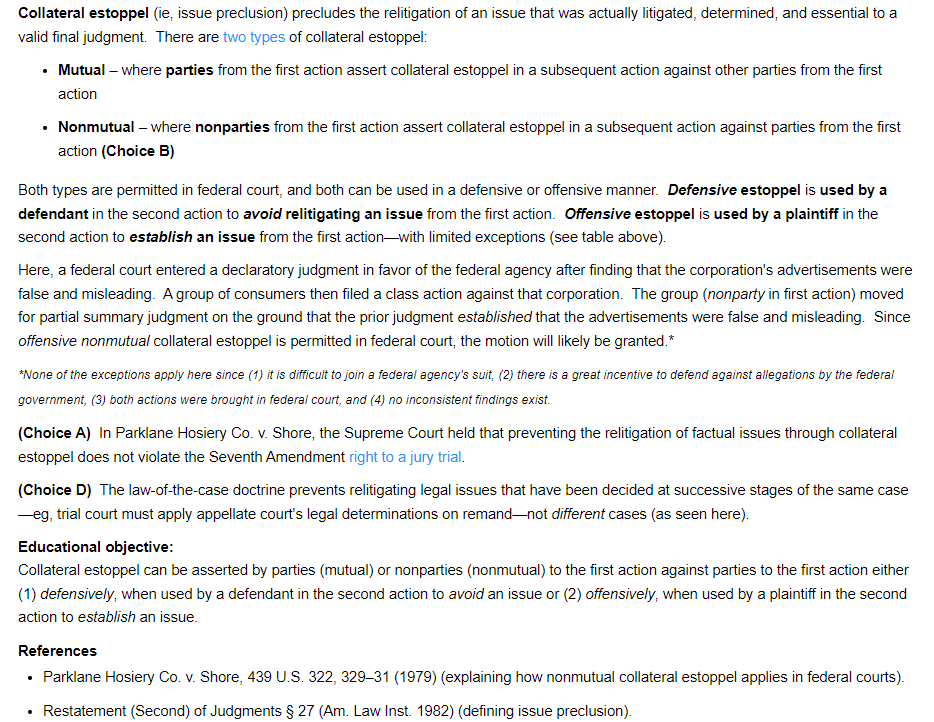 Collateral estoppel (ie, issue preclusion) precludes the relitigation of an issue that was actually litigated, determined, and essential to a
valid final judgment.  There are two types of collateral estoppel:
• Mutual – where parties from the first action assert collateral estoppel in a subsequent action against other parties from the first
action
• Nonmutual – where nonparties from the first action assert collateral estoppel in a subsequent action against parties from the first
action (Choice B)
Both types are permitted in federal court, and both can be used in a defensive or offensive manner.  Defensive estoppel is used by a
defendant in the second action to avoid relitigating an issue from the first action.  Offensive estoppel is used by a plaintiff in the
second action to establish an issue from the first action—with limited exceptions (see table above).
Here, a federal court entered a declaratory judgment in favor of the federal agency after finding that the corporation's advertisements were
false and misleading.  A group of consumers then filed a class action against that corporation.  The group (nonparty in first action) moved
for partial summary judgment on the ground that the prior judgment established that the advertisements were false and misleading.  Since
offensive nonmutual collateral estoppel is permitted in federal court, the motion will likely be granted.*
*None of the exceptions apply here since (1) it is difficult to join a federal agency's suit, (2) there is a great incentive to defend against allegations by the federal
government, (3) both actions were brought in federal court, and (4) no inconsistent findings exist.
(Choice A)  In Parklane Hosiery Co. v. Shore, the Supreme Court held that preventing the relitigation of factual issues through collateral
estoppel does not violate the Seventh Amendment right to a jury trial.
(Choice D)  The law-of-the-case doctrine prevents relitigating legal issues that have been decided at successive stages of the same case
—eg, trial court must apply appellate court's legal determinations on remand—not different cases (as seen here).
Educational objective:
Collateral estoppel can be asserted by parties (mutual) or nonparties (nonmutual) to the first action against parties to the first action either
(1) defensively, when used by a defendant in the second action to avoid an issue or (2) offensively, when used by a plaintiff in the second
action to establish an issue.
References
• Parklane Hosiery Co. v. Shore, 439 U.S. 322, 329–31 (1979) (explaining how nonmutual collateral estoppel applies in federal courts).
• Restatement (Second) of Judgments § 27 (Am. Law Inst. 1982) (defining issue preclusion).